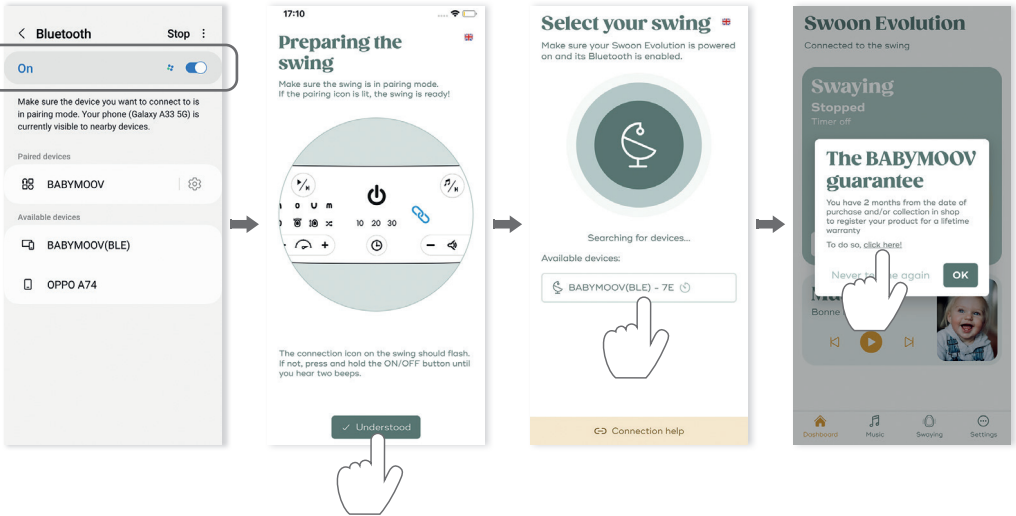 Bluetooth Stop
On
Make sure the device you want to connect to is
in pairing mode. Your phone (Galaxy A33 5G) is
currently visible to nearby devices.
Paired devices
BABYMOOV
Available devices
BABYMOOV(BLE)
OPPO A74
17:10
Preparing the
swing
Make sure the swing is in pairing mode.
If the pairing icon is lit, the swing is ready!
10 20 30
The connection icon on the swing should flash.
If not, press and hold the ON/OFF button until
you hear two beeps.
✓ Understood
Select your swing
Make sure your Swoon Evolution is powered
on and its Bluetooth is enabled.
Searching for devices...
Available devices:
BABYMOOV(BLE) - 7E
Connection help
Swoon Evolution
Connected to the swing
Swaying
Stopped
Timer off
The BABYMOOV
guarantee
You have 2 months from the date of
purchase and/or collection in shop
to register your product for a lifetime
warranty
To do so, click here!
again
OK
Bonne
Dashboard Music Swaying Settings